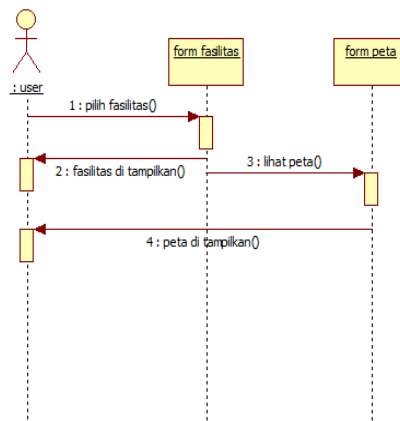 form fasilitas
form peta
: user
1 : pilih fasilitas()
2 : fasilitas di tampilkan()
3 : lihat peta()
4 : peta di tampilkan()